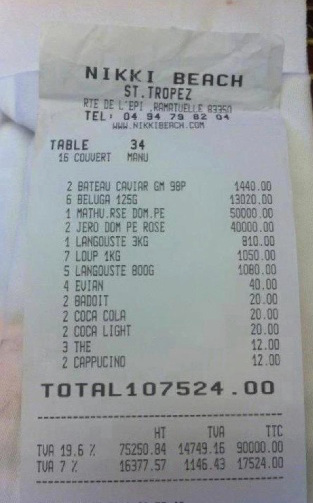 NIKKI BEACH
ST.TROPEZ
RTE DE L'EPI ,RAMATUELLE 83350
TEL: 04 94 79 82 04
WWW.NIKKIBEACH.COM
TABLE 34
16 COUVERT MANU
2 BATEAU CAVIAR GM 98P 1440.00
6 BELUGA 125G 13020.00
1 MATHU.RSE DOM.PE 50000.00
2 JERO DOM PE ROSE 40000.00
1 LANGOUSTE 3KG 810.00
7 LOUP 1KG 1050.00
5 LANGOUSTE 800G 1080.00
4 EVIAN 40.00
2 BADOIT 20.00
2 COCA COLA 20.00
2 COCA LIGHT 20.00
3 THE 12.00
2 CAPPUCINO 12.00
TOTAL107524.00
HT TVA TTC
TVA 19.6 % 75250.84 14749.16 90000.00
TVA 7 % 16377.57 1146.43 17524.00